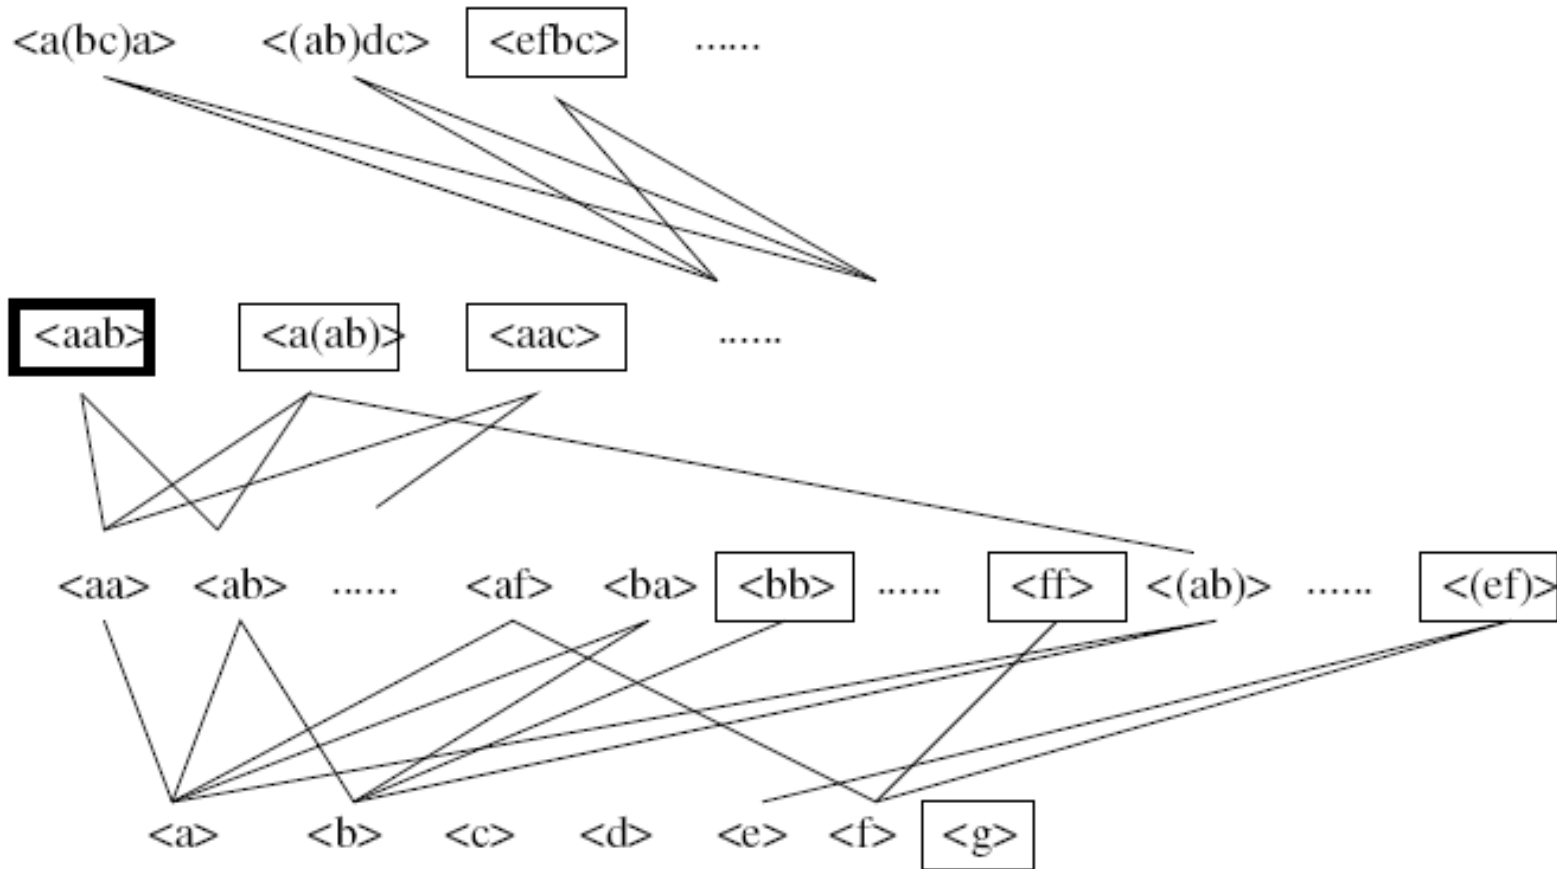 <a(bc)a> <(ab)dc> <efbc> ......
<aab> <a(ab)> <aac> ......
<aa> <ab> ...... <af> <ba> <bb> ...... <ff> <(ab)> ...... <(ef)>
<a> <b> <c> <d> <e> <f> <g>